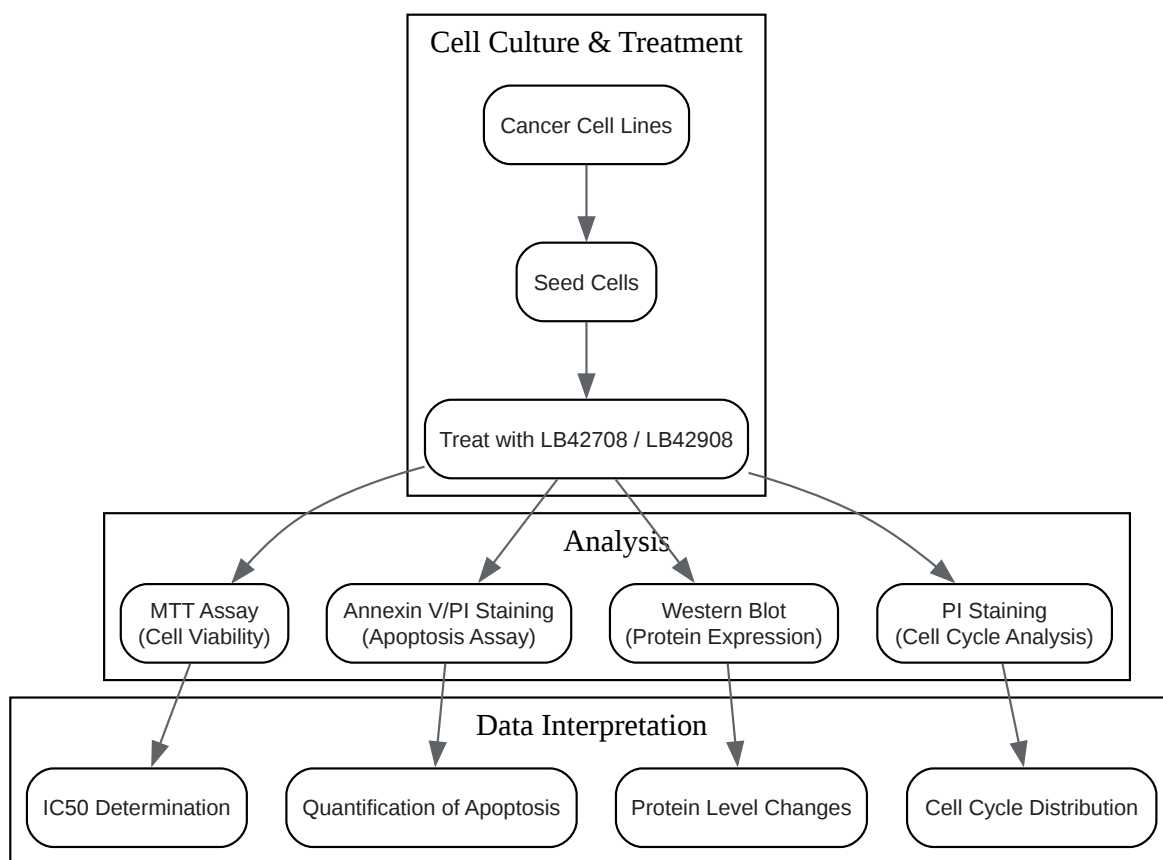 Cell Culture & Treatment
Cancer Cell Lines
Seed Cells
Treat with LB42708 / LB42908
Analysis
MTT Assay
(Cell Viability)
Annexin V/PI Staining
(Apoptosis Assay)
Western Blot
(Protein Expression)
PI Staining
(Cell Cycle Analysis)
Data Interpretation
IC50 Determination
Quantification of Apoptosis
Protein Level Changes
Cell Cycle Distribution